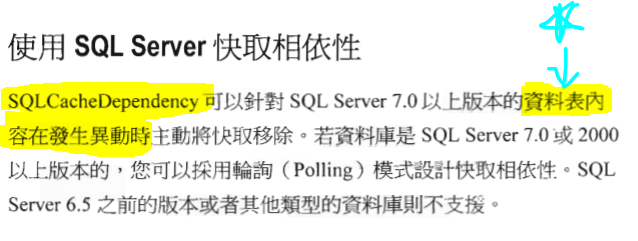 使用 SQL Server 快取相依性
SQLCacheDependency 可以針對 SQL Server 7.0 以上版本的資料表內
容在發生異動時主動將快取移除。若資料庫是 SQL Server 7.0 或 2000
以上版本的，您可以採用輪詢（Polling）模式設計快取相依性。SQL
Server 6.5 之前的版本或者其他類型的資料庫則不支援。